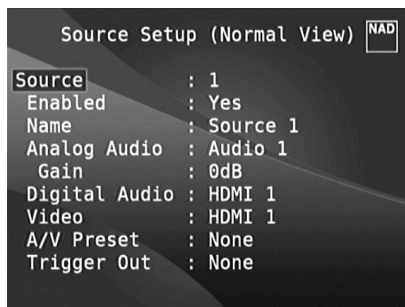 Source Setup (Normal View) NAD
Source : 1
Enabled : Yes
Name : Source 1
Analog Audio : Audio 1
Gain : 0dB
Digital Audio : HDMI 1
Video : HDMI 1
A/V Preset : None
Trigger Out : None